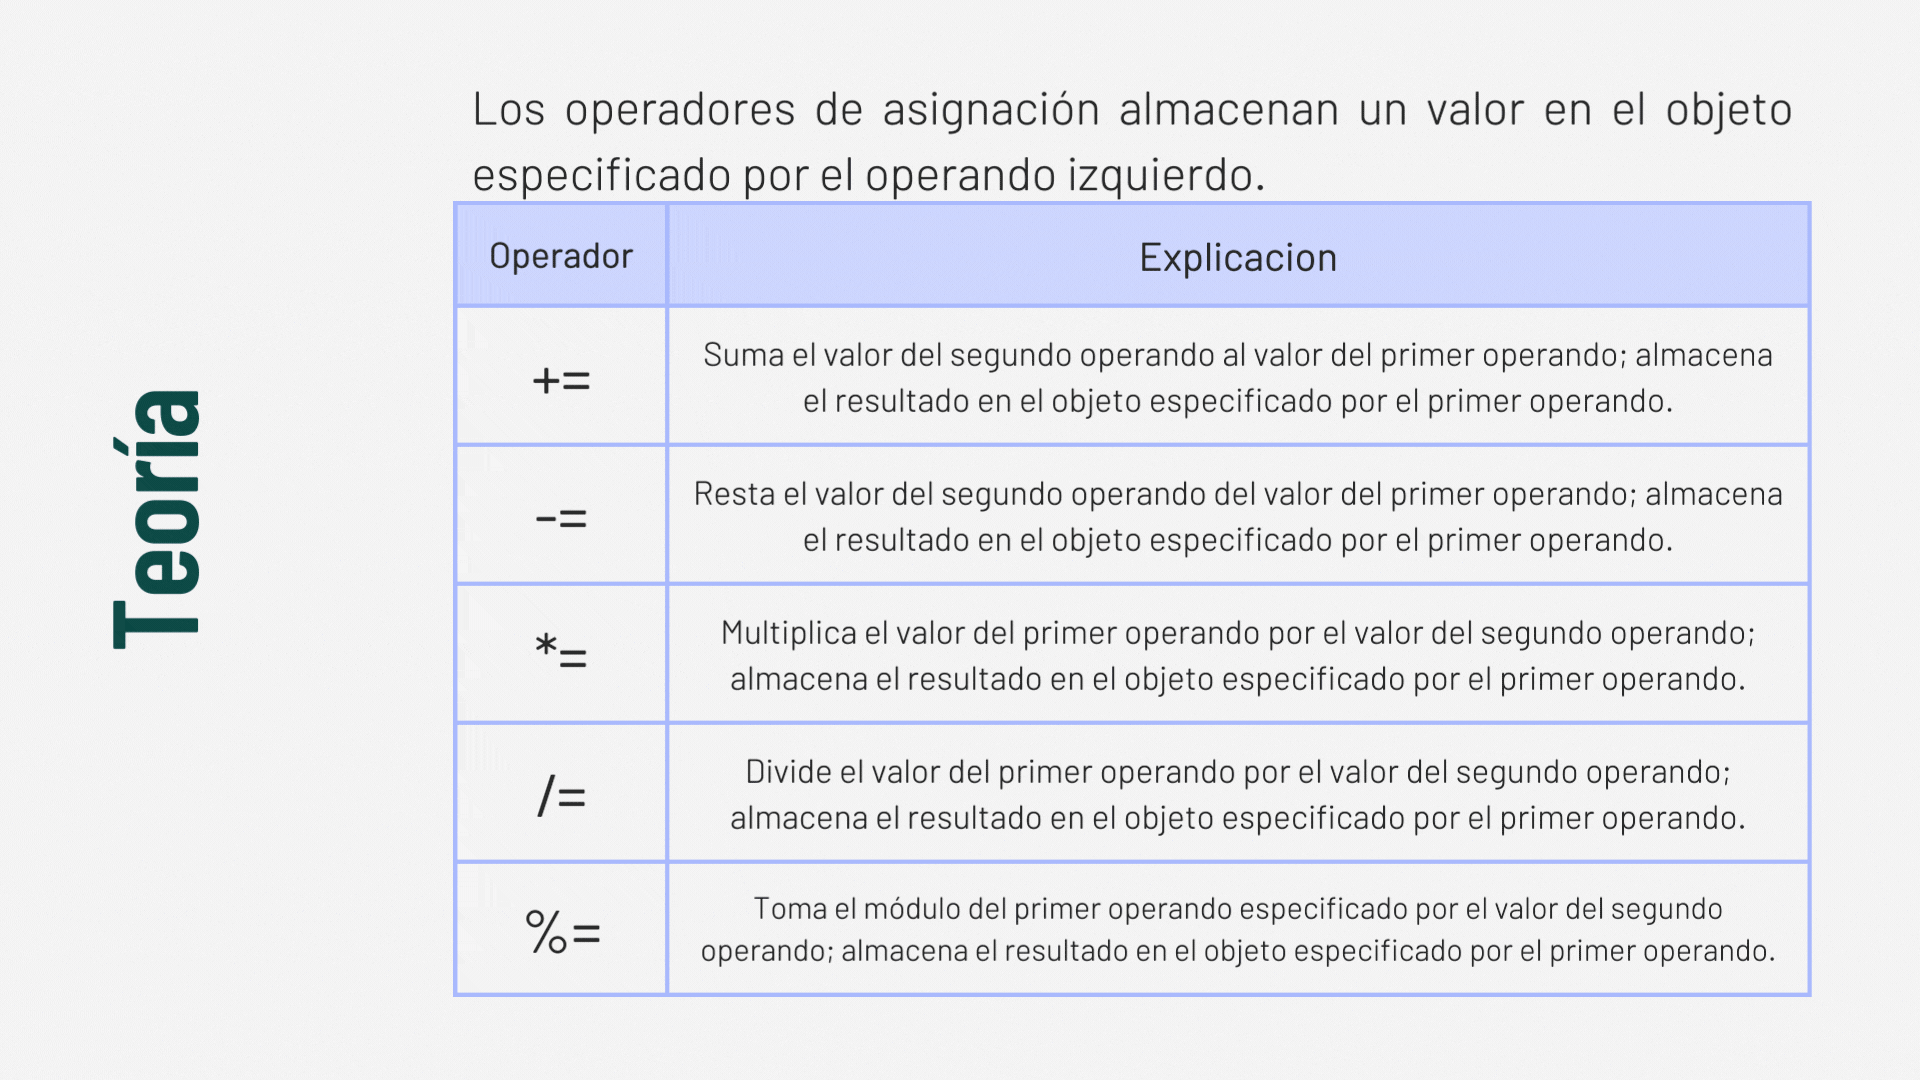 Teoría
Los operadores de asignación almacenan un valor en el objeto
especificado por el operando izquierdo.
Operador
Explicacion
+=
Suma el valor del segundo operando al valor del primer operando; almacena
el resultado en el objeto especificado por el primer operando.
-=
Resta el valor del segundo operando del valor del primer operando; almacena
el resultado en el objeto especificado por el primer operando.
*=
Multiplica el valor del primer operando por el valor del segundo operando;
almacena el resultado en el objeto especificado por el primer operando.
/=
Divide el valor del primer operando por el valor del segundo operando;
almacena el resultado en el objeto especificado por el primer operando.
%=
Toma el módulo del primer operando especificado por el valor del segundo
operando; almacena el resultado en el objeto especificado por el primer operando.